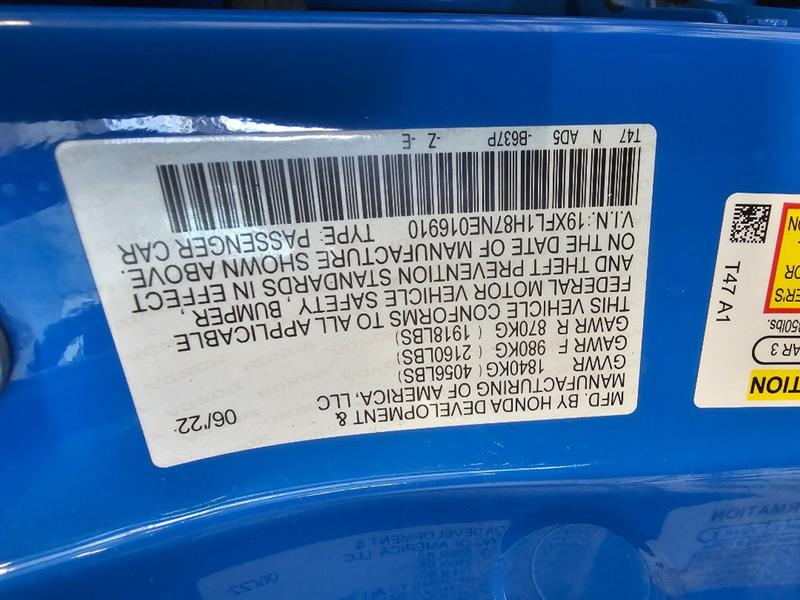 MFD. BY HONDA DEVELOPMENT &
MANUFACTURING OF AMERICA, LLC 06/'22
GVWR 1840KG ( 4056LBS)
GAWR F 980KG ( 2160LBS)
GAWR R 870KG ( 1918LBS)
THIS VEHICLE CONFORMS TO ALL APPLICABLE
FEDERAL MOTOR VEHICLE SAFETY, BUMPER,
AND THEFT PREVENTION STANDARDS IN EFFECT
ON THE DATE OF MANUFACTURE SHOWN ABOVE.
V.I.N.:19XFL1H87NE016910 TYPE: PASSENGER CAR
T47 N AD5 -B637P -Z -E
T47 A1